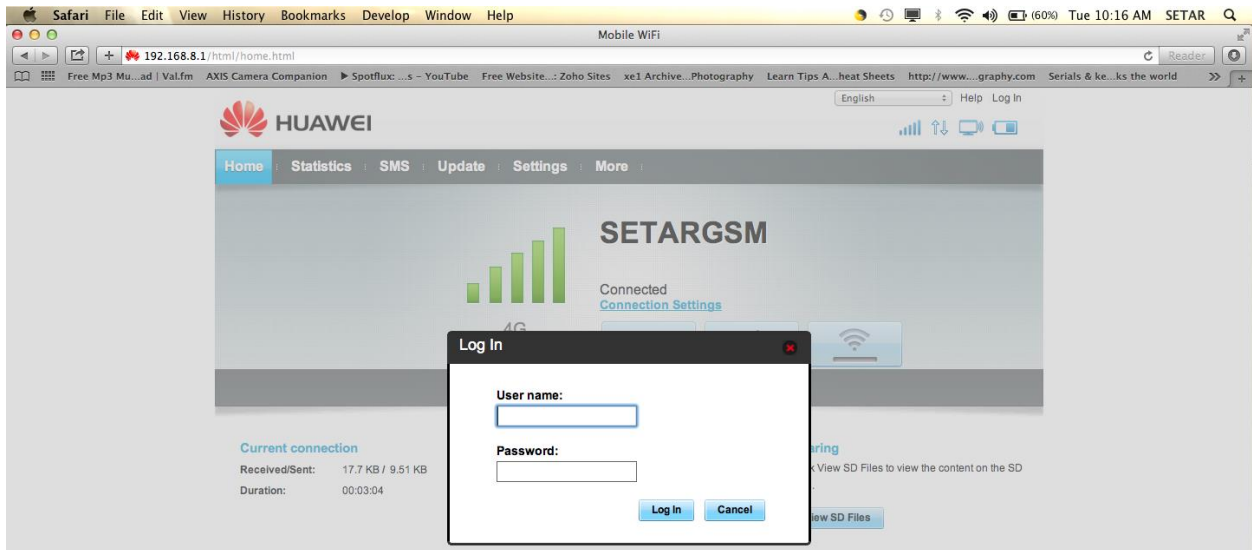 Safari File Edit View History Bookmarks Develop Window Help (60%) Tue 10:16 AM SETAR
Mobile WiFi
192.168.8.1/html/home.html Reader
Free Mp3 Mu...ad | Val.fm AXIS Camera Companion ▶ Spotflux: ...s - YouTube Free Website...: Zoho Sites xe1 Archive...Photography Learn Tips A...heat Sheets http://www....graphy.com Serials & ke...ks the world
English Help Log In
HUAWEI
Home Statistics SMS Update Settings More
SETARGSM
Connected
Connection Settings
4G
Log In
User name:
Password:
Log In Cancel
Current connection
Received/Sent: 17.7 KB / 9.51 KB
Duration: 00:03:04
View SD Files to view the content on the SD
SD Files